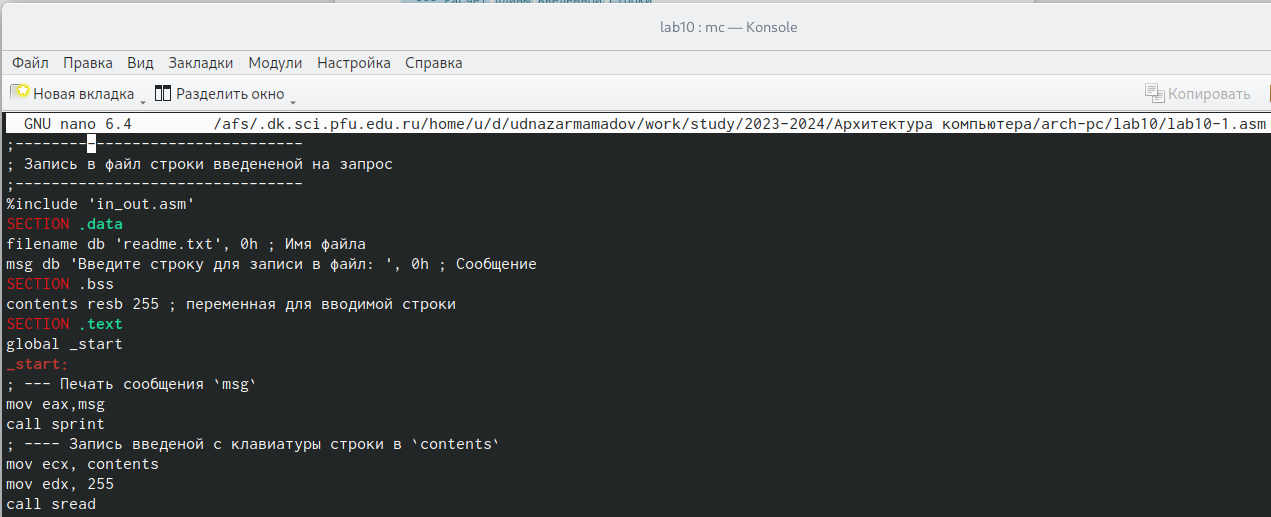 --- Расчет длины введенной строки
lab10 : mc — Konsole
Файл Правка Вид Закладки Модули Настройка Справка
Новая вкладка Разделить окно Копировать
GNU nano 6.4 /afs/.dk.sci.pfu.edu.ru/home/u/d/udnazarmamadov/work/study/2023-2024/Архитектура компьютера/arch-pc/lab10/lab10-1.asm
;--------------------------------
; Запись в файл строки введененой на запрос
;--------------------------------
%include 'in_out.asm'
SECTION .data
filename db 'readme.txt', 0h ; Имя файла
msg db 'Введите строку для записи в файл: ', 0h ; Сообщение
SECTION .bss
contents resb 255 ; переменная для вводимой строки
SECTION .text
global _start
_start:
; --- Печать сообщения `msg`
mov eax,msg
call sprint
; ---- Запись введеной с клавиатуры строки в `contents`
mov ecx, contents
mov edx, 255
call sread